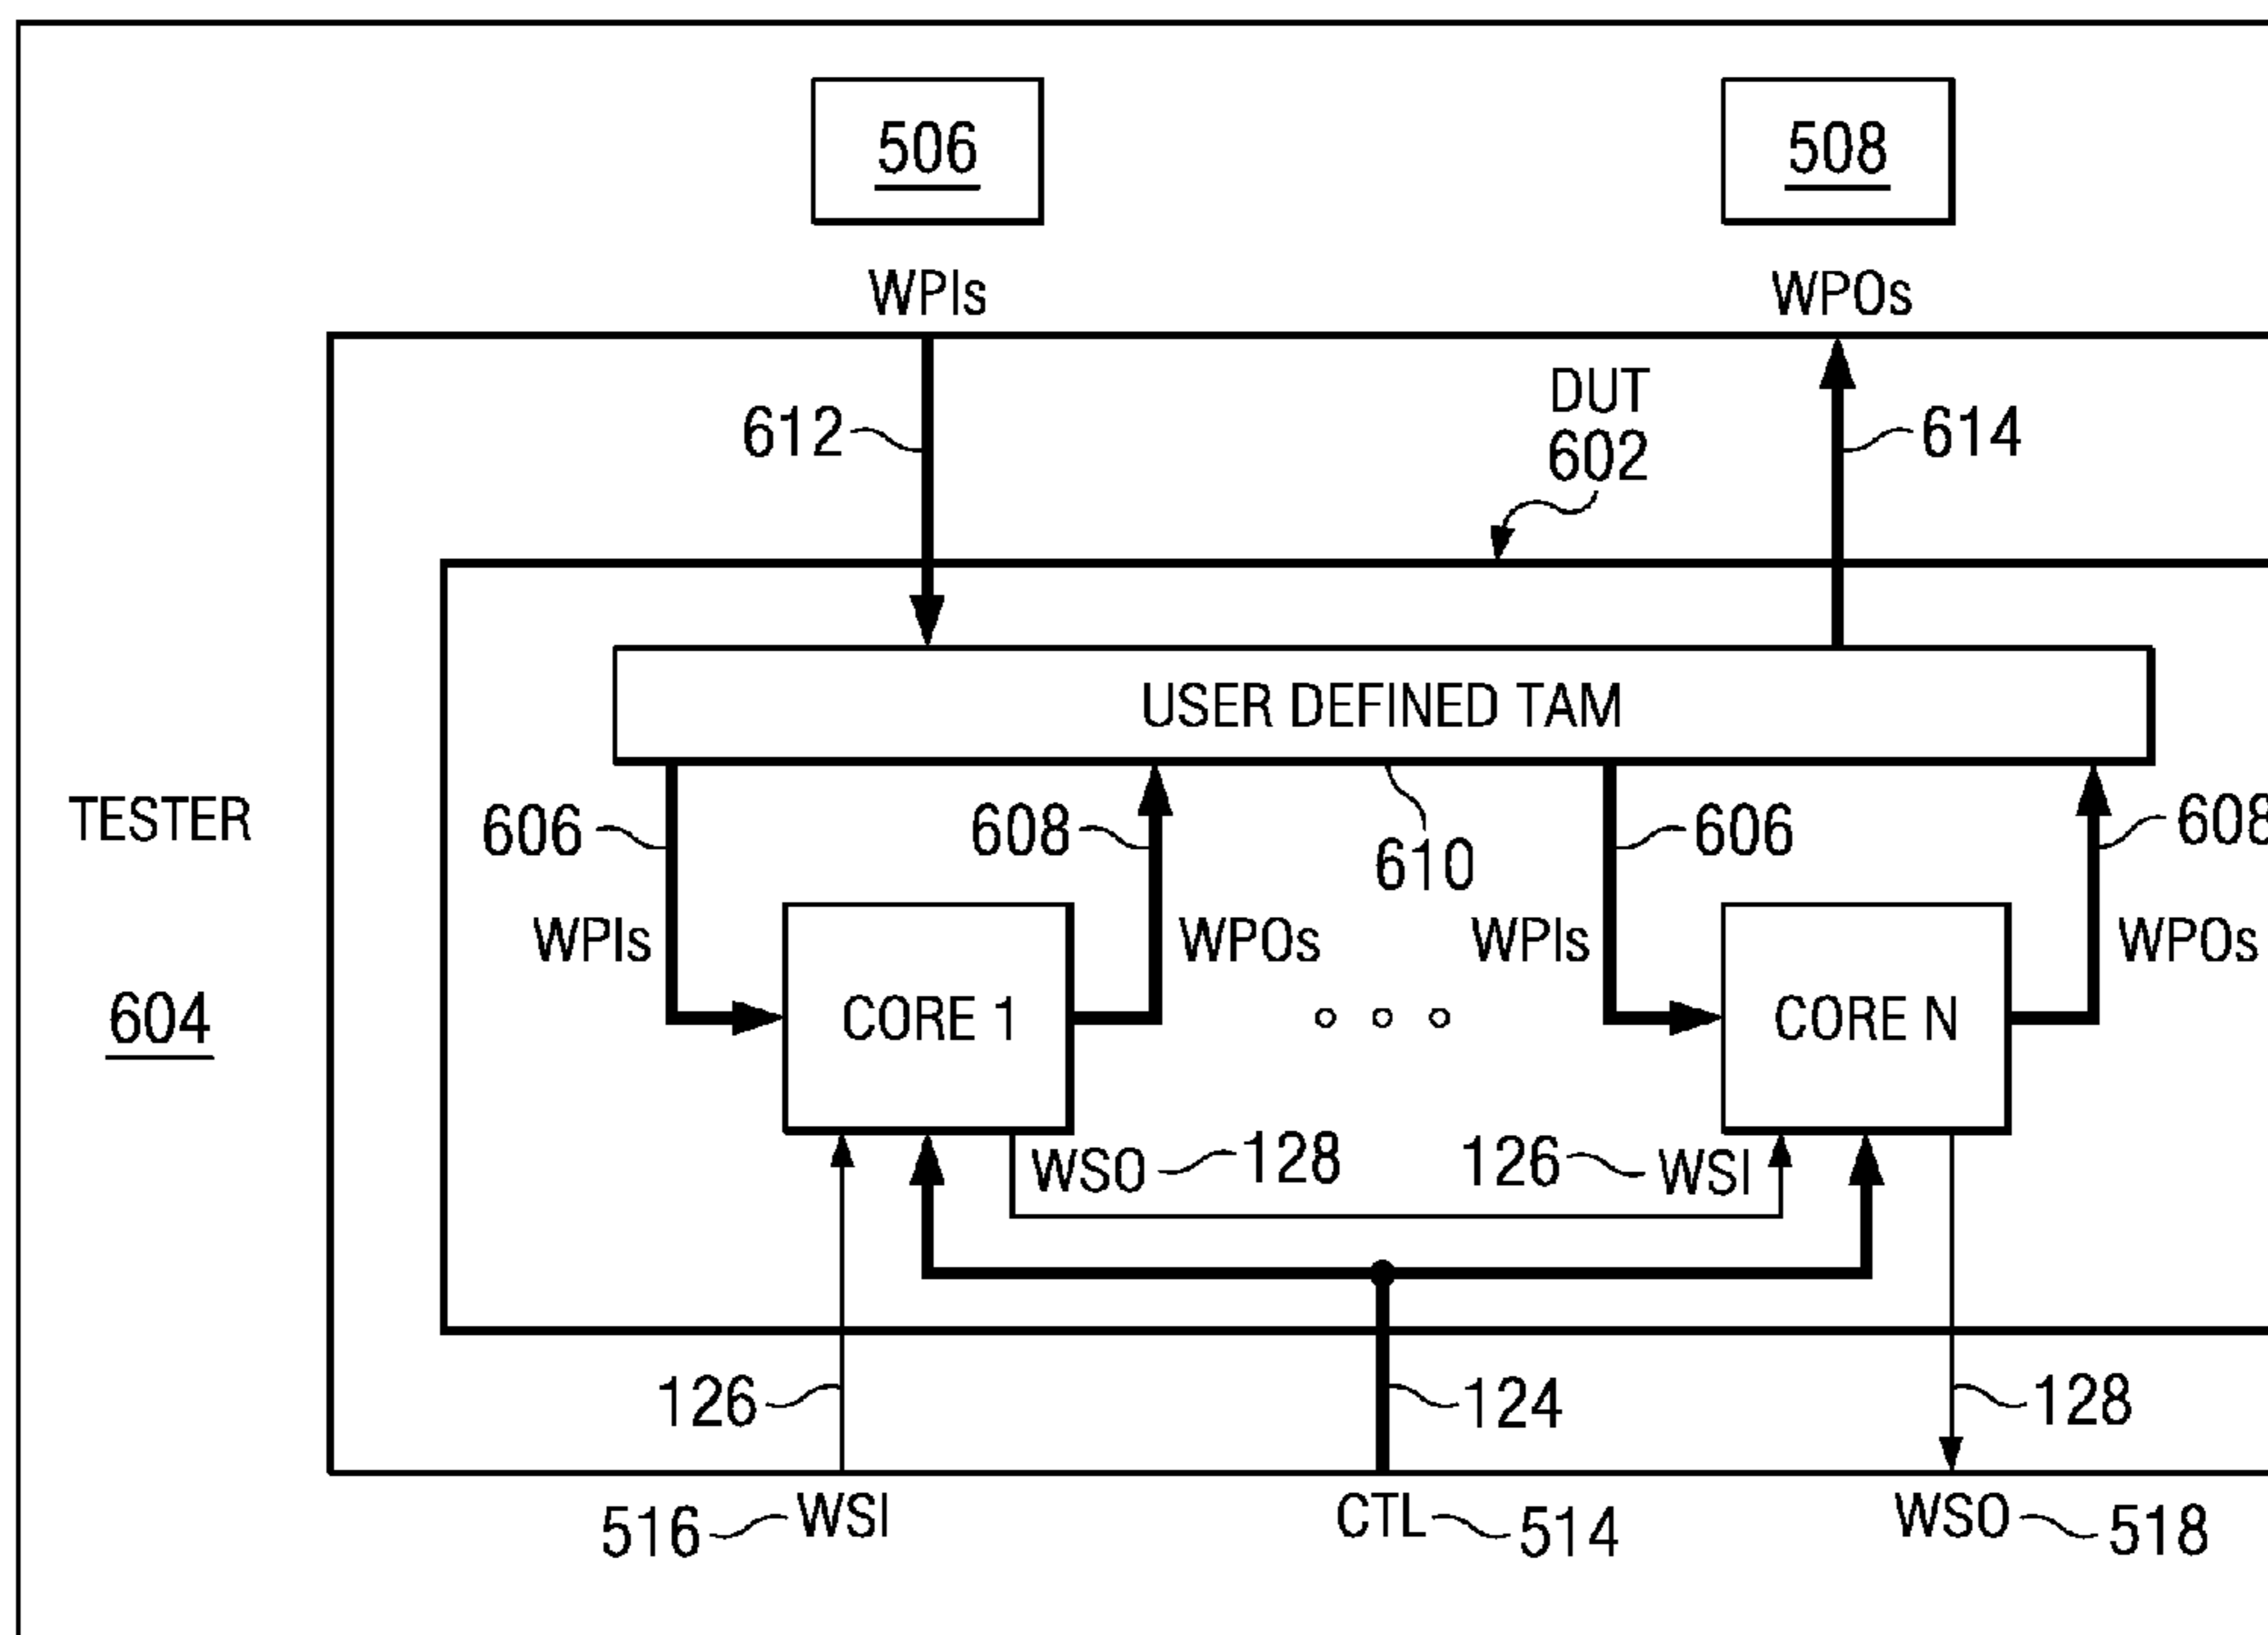 506
508
WPIs
WPOs
DUT
612
602
614
USER DEFINED TAM
TESTER
606
608
610
606
608
WPIs
WPOs
WPIs
WPOs
604
CORE 1
CORE N
WSO
128
126
WSI
126
124
128
516
WSI
CTL
514
WSO
518